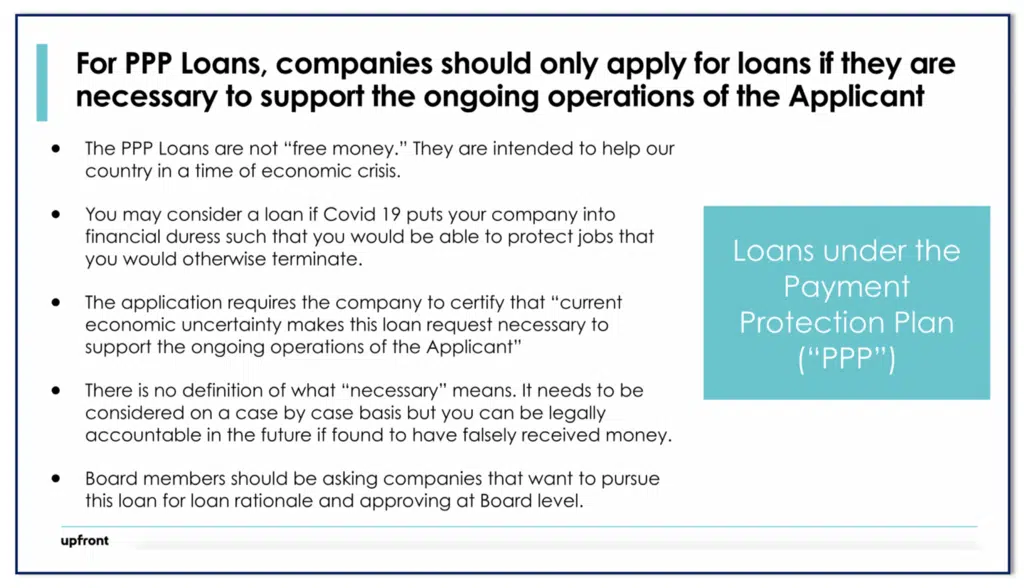 For PPP Loans, companies should only apply for loans if they are
necessary to support the ongoing operations of the Applicant
● The PPP Loans are not “free money.” They are intended to help our
country in a time of economic crisis.
● You may consider a loan if Covid 19 puts your company into
financial duress such that you would be able to protect jobs that
you would otherwise terminate.
● The application requires the company to certify that “current
economic uncertainty makes this loan request necessary to
support the ongoing operations of the Applicant”
● There is no definition of what “necessary” means. It needs to be
considered on a case by case basis but you can be legally
accountable in the future if found to have falsely received money.
● Board members should be asking companies that want to pursue
this loan for loan rationale and approving at Board level.
Loans under the
Payment
Protection Plan
(“PPP”)
upfront